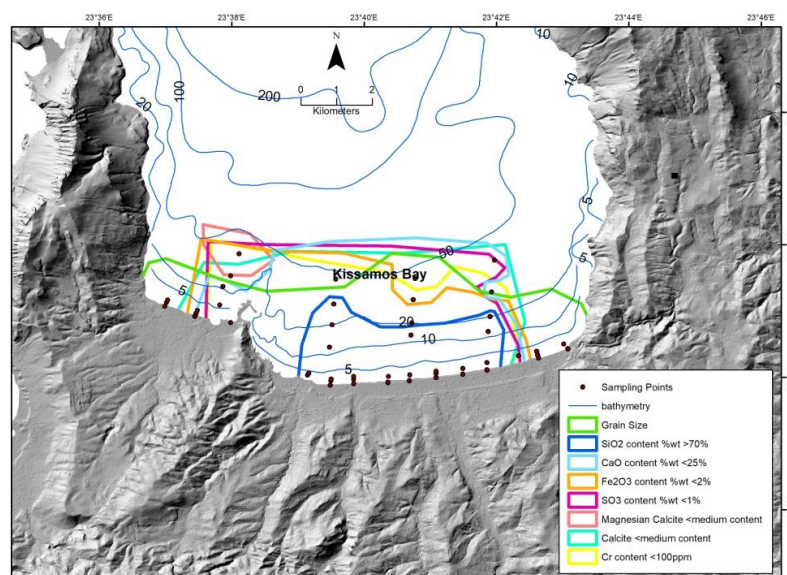 23°36'E 23°38'E 23°40'E 23°42'E 23°44'E 23°46'E
N
0 1 2
Kilometers
10
10
20
100
200
5
50
5
Kissamos Bay
5
20
10
5
Sampling Points
bathymetry
Grain Size
SiO2 content %wt >70%
CaO content %wt <25%
Fe2O3 content %wt <2%
SO3 content %wt <1%
Magnesian Calcite <medium content
Calcite <medium content
Cr content <100ppm